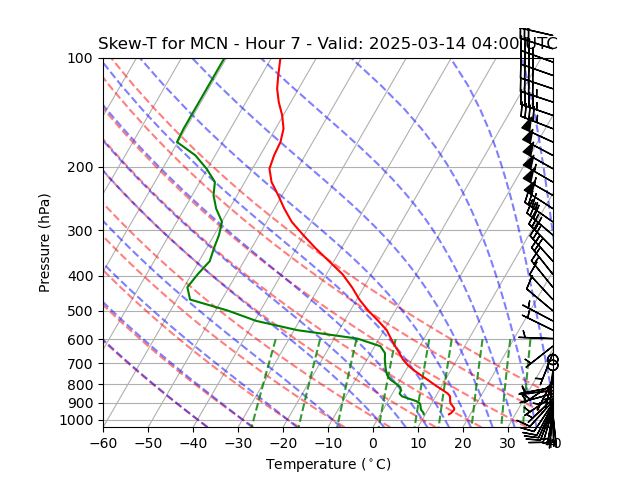 Skew-T for MCN - Hour 7 - Valid: 2025-03-14 04:00 UTC
100
200
300
400
500
600
700
800
900
1000
Pressure (hPa)
−60 −50 −40 −30 −20 −10 0 10 20 30 40
Temperature (°C)